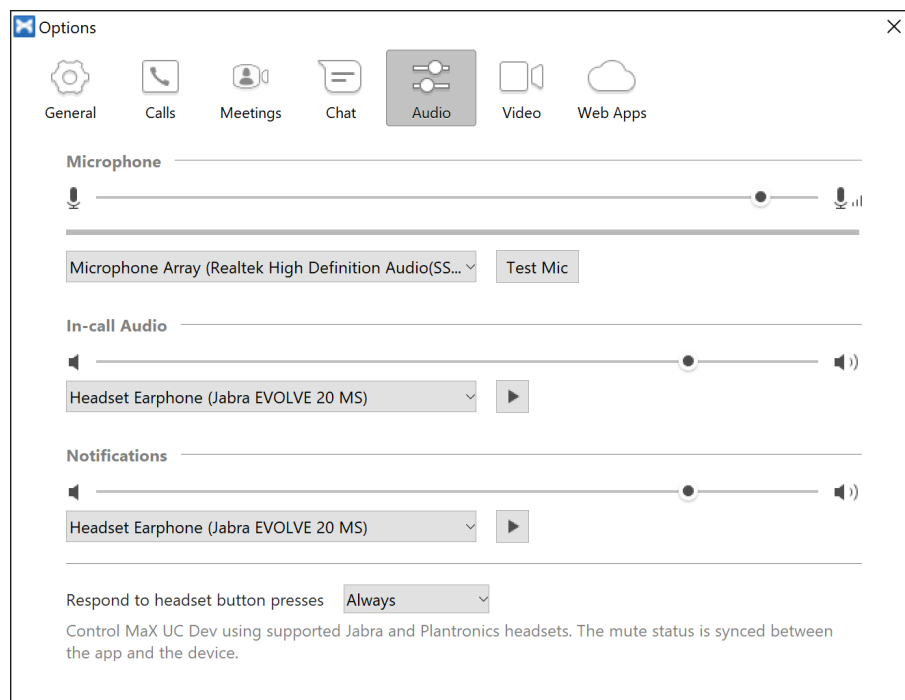 Options
General Calls Meetings Chat Audio Video Web Apps
Microphone
Microphone Array (Realtek High Definition Audio(SS... Test Mic
In-call Audio
Headset Earphone (Jabra EVOLVE 20 MS)
Notifications
Headset Earphone (Jabra EVOLVE 20 MS)
Respond to headset button presses Always
Control MaX UC Dev using supported Jabra and Plantronics headsets. The mute status is synced between
the app and the device.